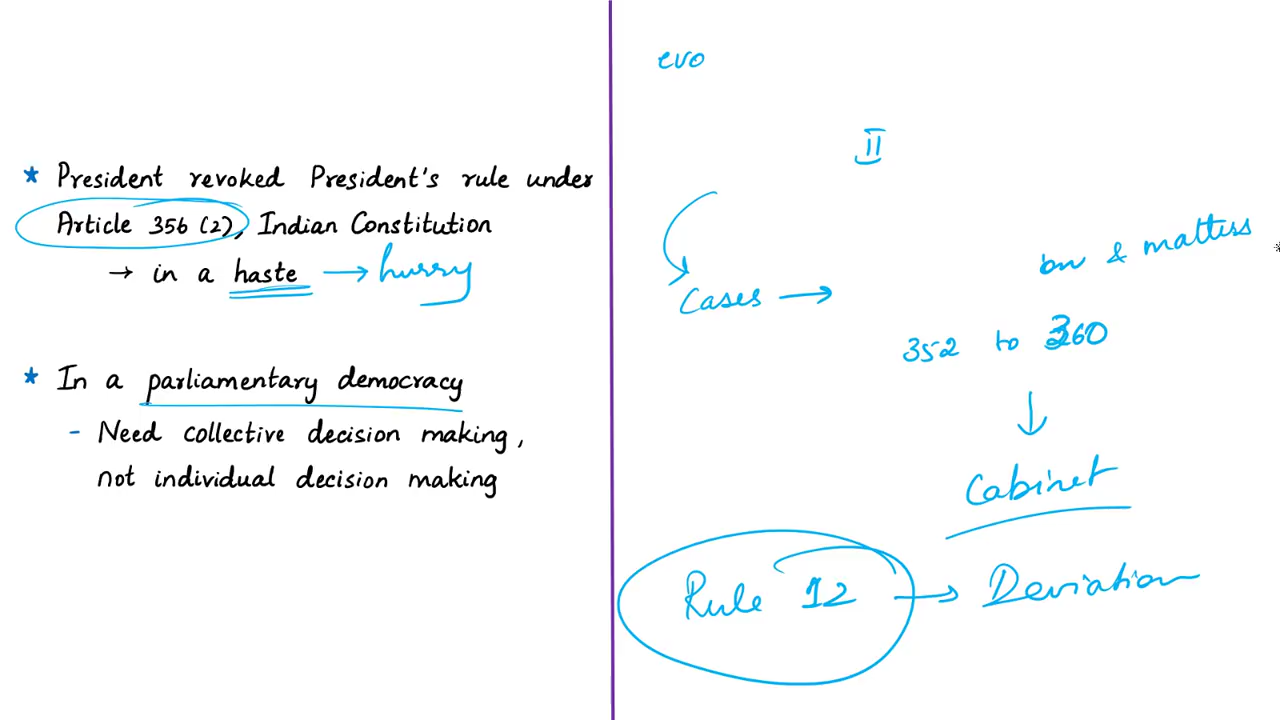 * President revoked President's rule under
Article 356 (2), Indian Constitution
→ in a haste → hurry
* In a parliamentary democracy
- Need collective decision making,
not individual decision making
evo
II
& matters
Cases →
352 to 360
Cabinet
Rule 12 → Deviation